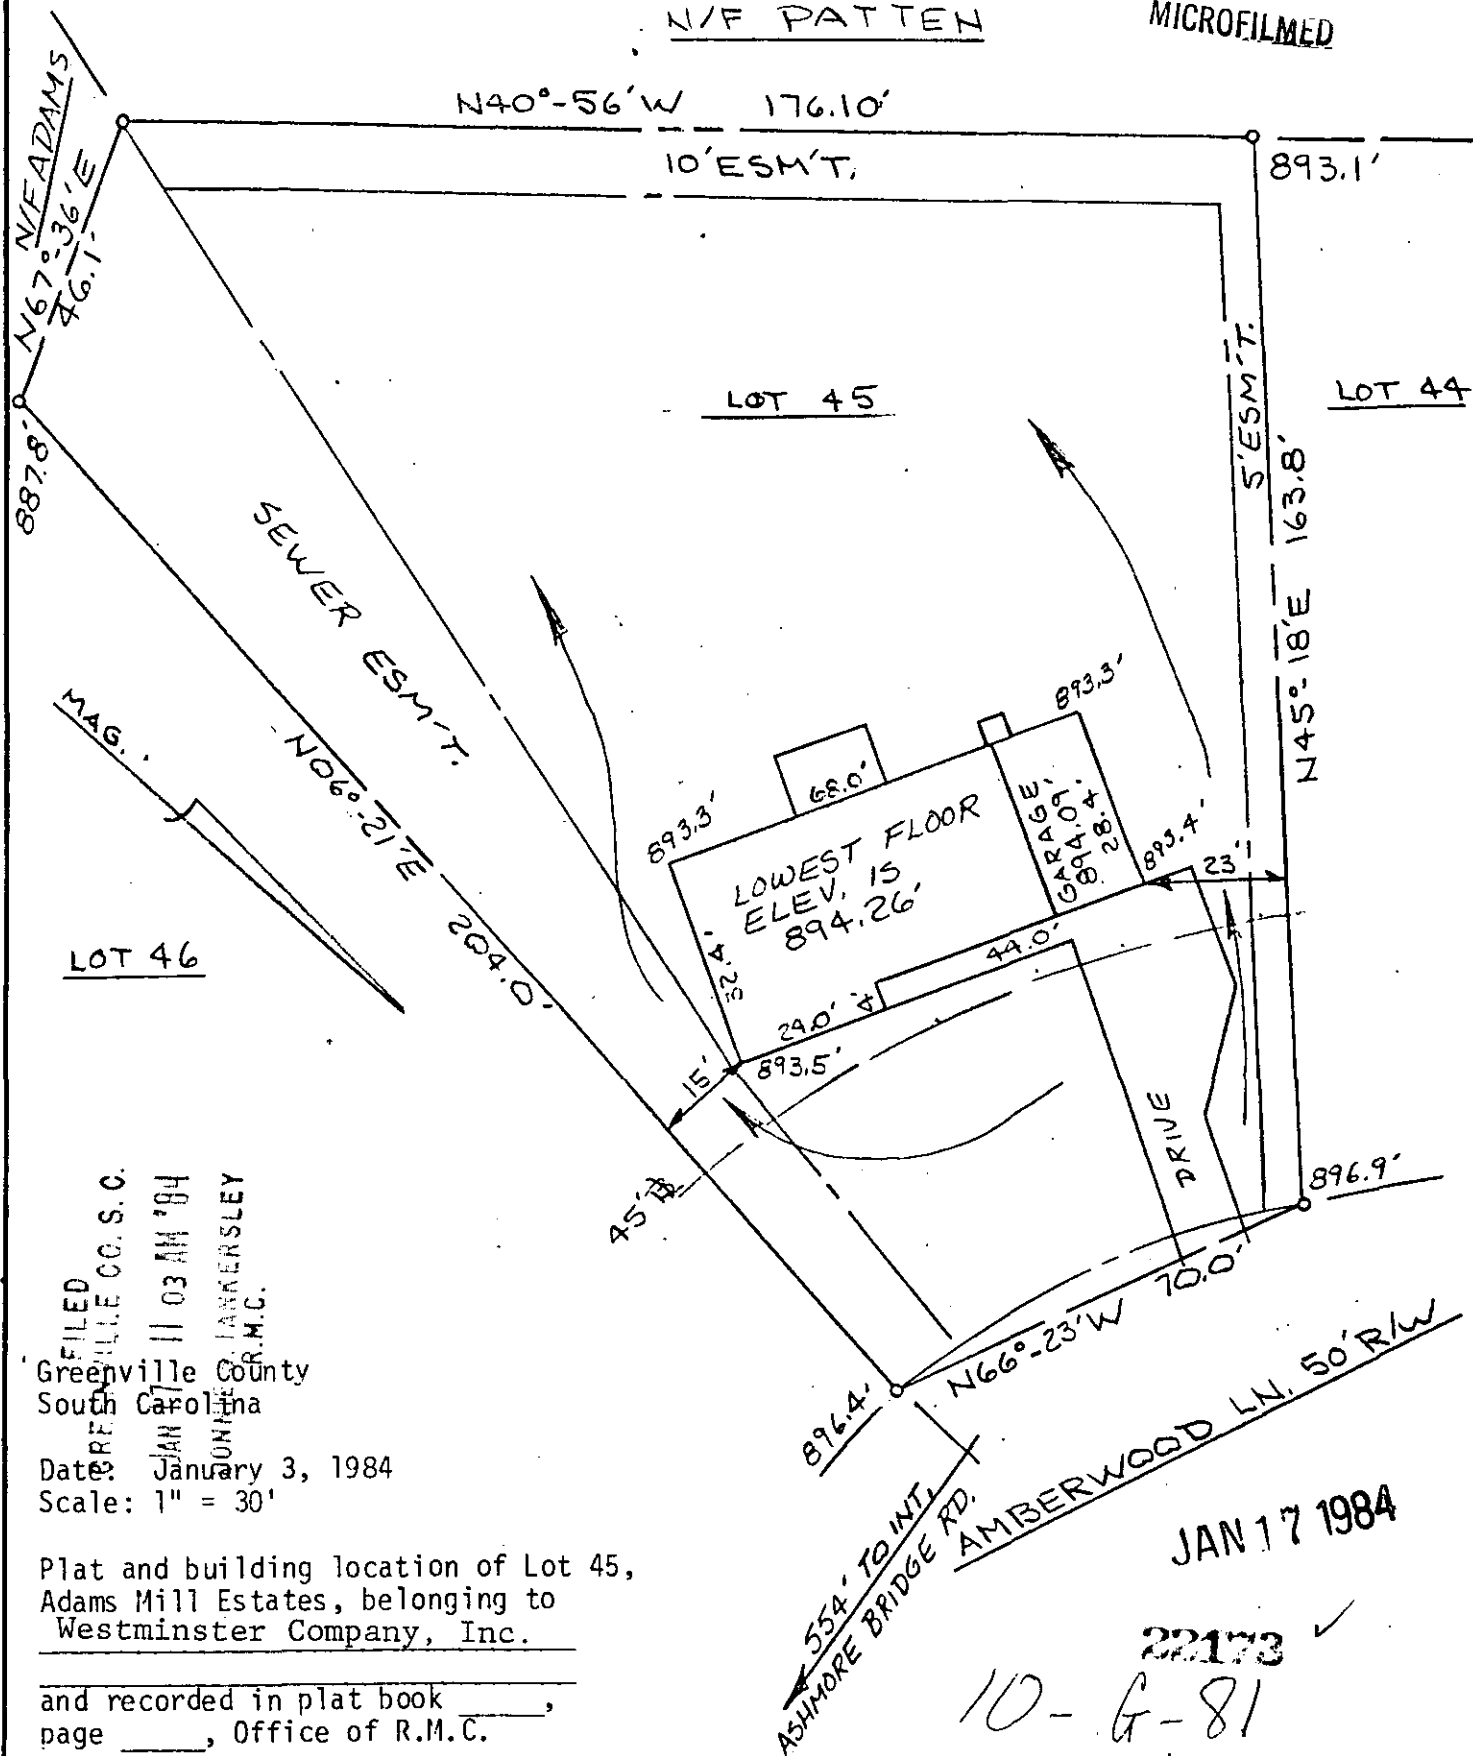 N/F PATTEN
MICROFILMED
N/F ADAMS
N67°-36'E
46.1'
N40°-56'W 176.10'
10' ESM'T.
893.1'
LOT 45
LOT 44
5' ESM'T.
N45°-18'E 163.8'
887.8'
SEWER ESM'T.
MAG.
N06°-21'E 204.0'
LOT 46
893.3'
68.0'
893.3'
LOWEST FLOOR
ELEV. IS
894.26'
GARAGE,
894.09'
28.4'
893.4'
23'
32.4'
29.0'
4'
44.0'
893.5'
15'
45'
DRIVE
896.9'
N66°-23'W 70.0'
896.4'
AMBERWOOD LN. 50' R/W
554' TO INT,
ASHMORE BRIDGE RD.
FILED
GREENVILLE CO. S. C.
JAN 17 11 03 AM '84
DONNIE TANKERSLEY
R.M.C.
Greenville County
South Carolina
Date: January 3, 1984
Scale: 1" = 30'
Plat and building location of Lot 45,
Adams Mill Estates, belonging to
Westminster Company, Inc.
and recorded in plat book _____,
page _____, Office of R.M.C.
JAN 17 1984
22173
10-G-81